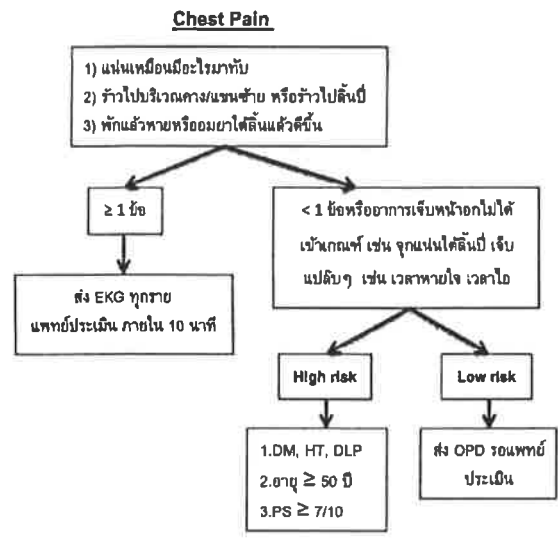 Chest Pain
1) แน่นเหมือนมีอะไรมาทับ
2) ร้าวไปบริเวณคาง/แขนซ้าย หรือร้าวไปลิ้นปี่
3) พักแล้วหายหรืออมยาใต้ลิ้นแล้วดีขึ้น
≥ 1 ข้อ
< 1 ข้อหรืออาการเจ็บหน้าอกไม่ได้
เข้าเกณฑ์ เช่น จุกแน่นใต้ลิ้นปี่ เจ็บ
แปล๊บๆ เช่น เวลาหายใจ เวลาไอ
ส่ง EKG ทุกราย
แพทย์ประเมิน ภายใน 10 นาที
High risk
Low risk
1.DM, HT, DLP
2.อายุ ≥ 50 ปี
3.PS ≥ 7/10
ส่ง OPD รอแพทย์
ประเมิน